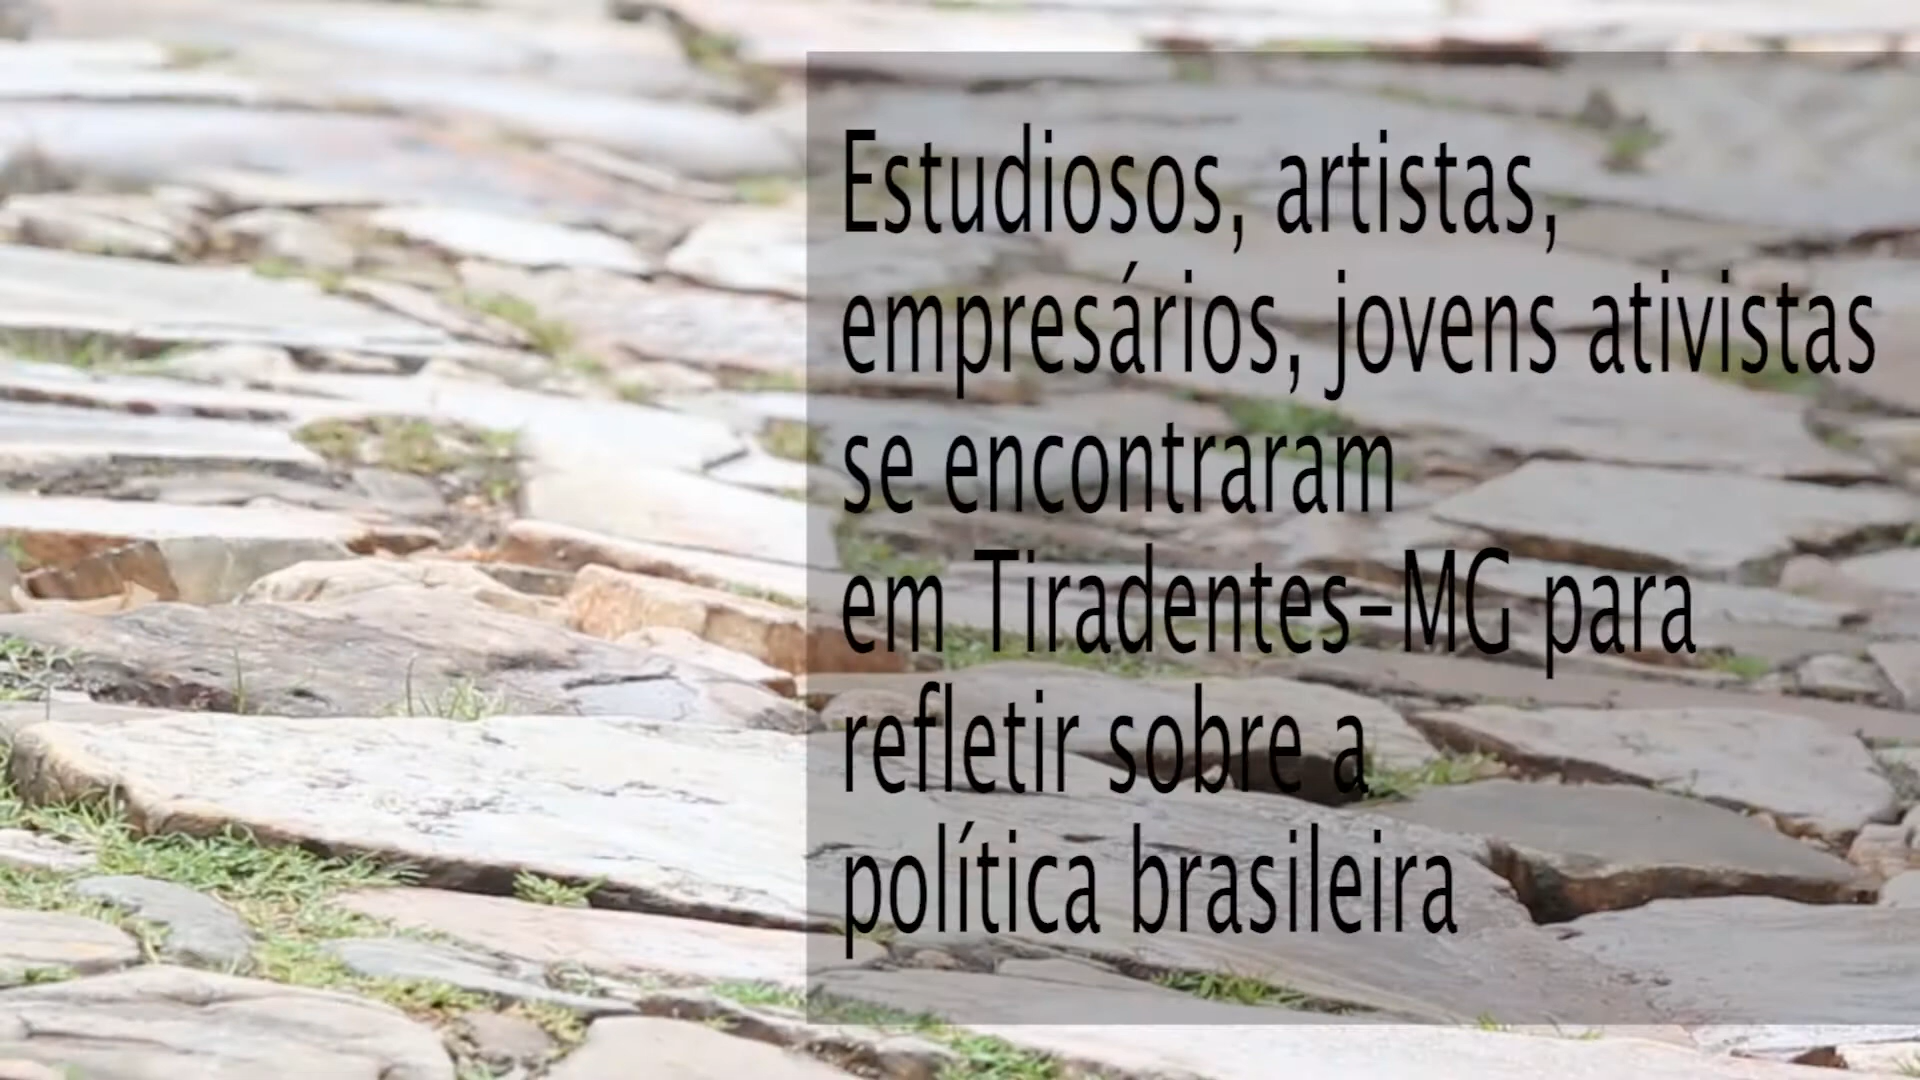 Estudiosos, artistas,
empresários, jovens ativistas
se encontraram
em Tiradentes-MG para
refletir sobre a
política brasileira